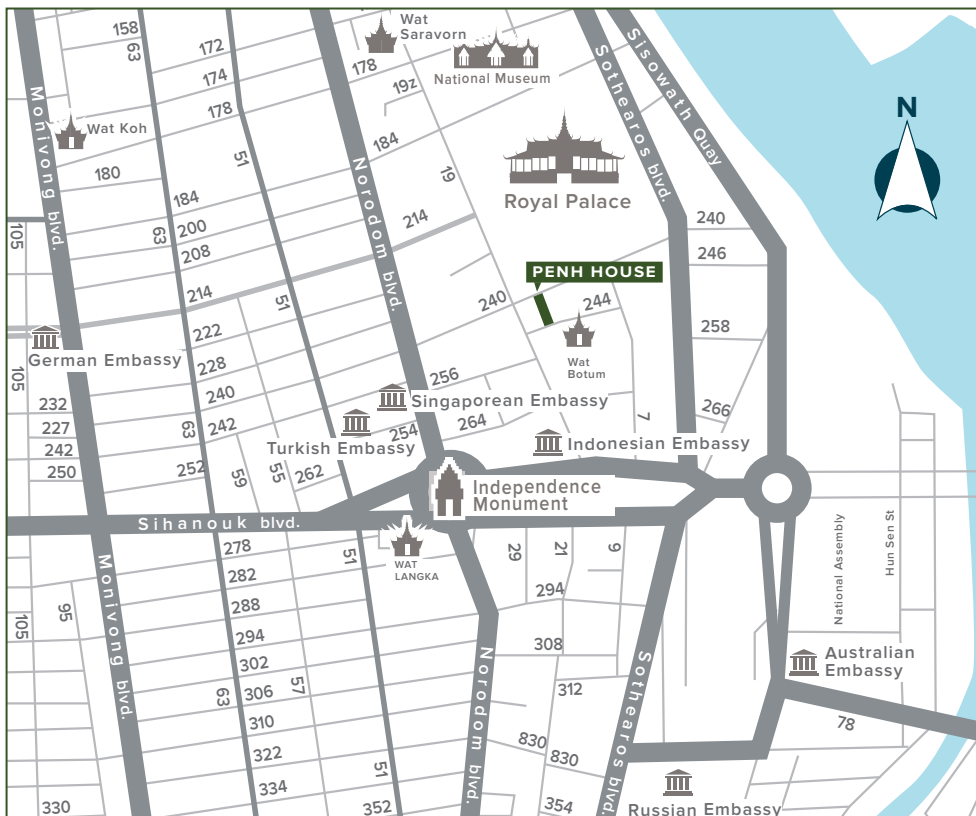 158
63
172
Wat
Saravorn
National Museum
174
178
178
19z
Sothearos blvd.
Sisowath Quay
N
Monivong blvd.
Wat Koh
180
51
184
Norodom blvd.
19
Royal Palace
184
200
63
208
214
214
105
240
246
PENH HOUSE
240
244
51
222
258
German Embassy
Wat
Botum
228
105
256
240
Singaporean Embassy
232
227
63
242
254
264
7
266
Turkish Embassy
Indonesian Embassy
242
250
252
59
55
262
Independence
Monument
Sihanouk blvd.
WAT
LANGKA
278
51
29
21
9
National Assembly
Hun Sen St
282
Monivong blvd.
95
105
288
294
294
302
308
Norodom blvd.
Sothearos blvd.
Australian
Embassy
63
306
57
312
310
78
322
830
830
51
334
330
352
354
Russian Embassy